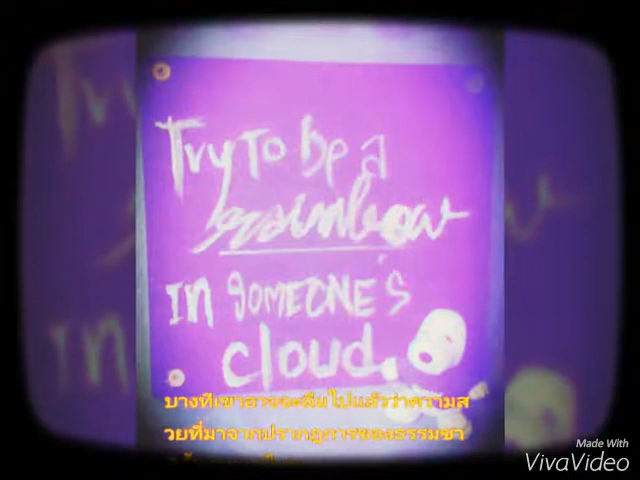 Try To be a
rainbow
IN SOMEONE'S
cloud.
บางทีเขาอาจจะลืมไปแล้วว่าความส
วยที่มาจากปรากฎการของธรรมชา
Made With
VivaVideo